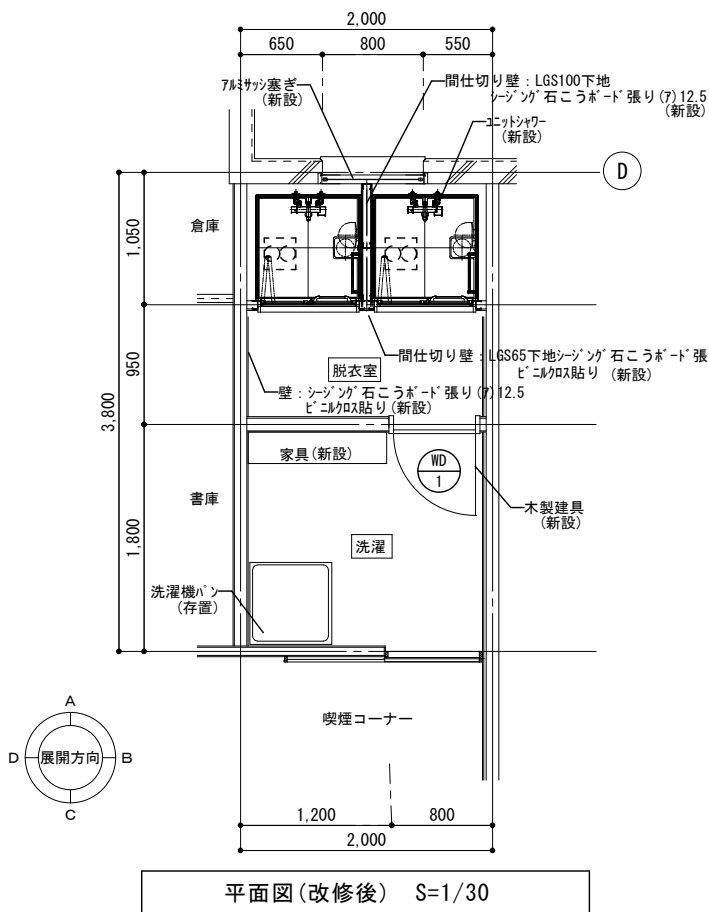 2,000
650
800
550
アルミサッシ塞ぎ
(新設)
間仕切り壁：LGS100下地
シージング石こうボード張り(ア)12.5
(新設)
ユニットシャワー
(新設)
D
倉庫
1,050
950
3,800
1,800
間仕切り壁：LGS65下地シージング石こうボード張
ビニルクロス貼り (新設)
脱衣室
壁：シージング石こうボード張り(ア)12.5
ビニルクロス貼り(新設)
家具(新設)
WD
1
書庫
木製建具
(新設)
洗濯
洗濯機パン
(存置)
喫煙コーナー
A
D
展開方向
B
C
1,200
800
2,000
平面図(改修後) S=1/30